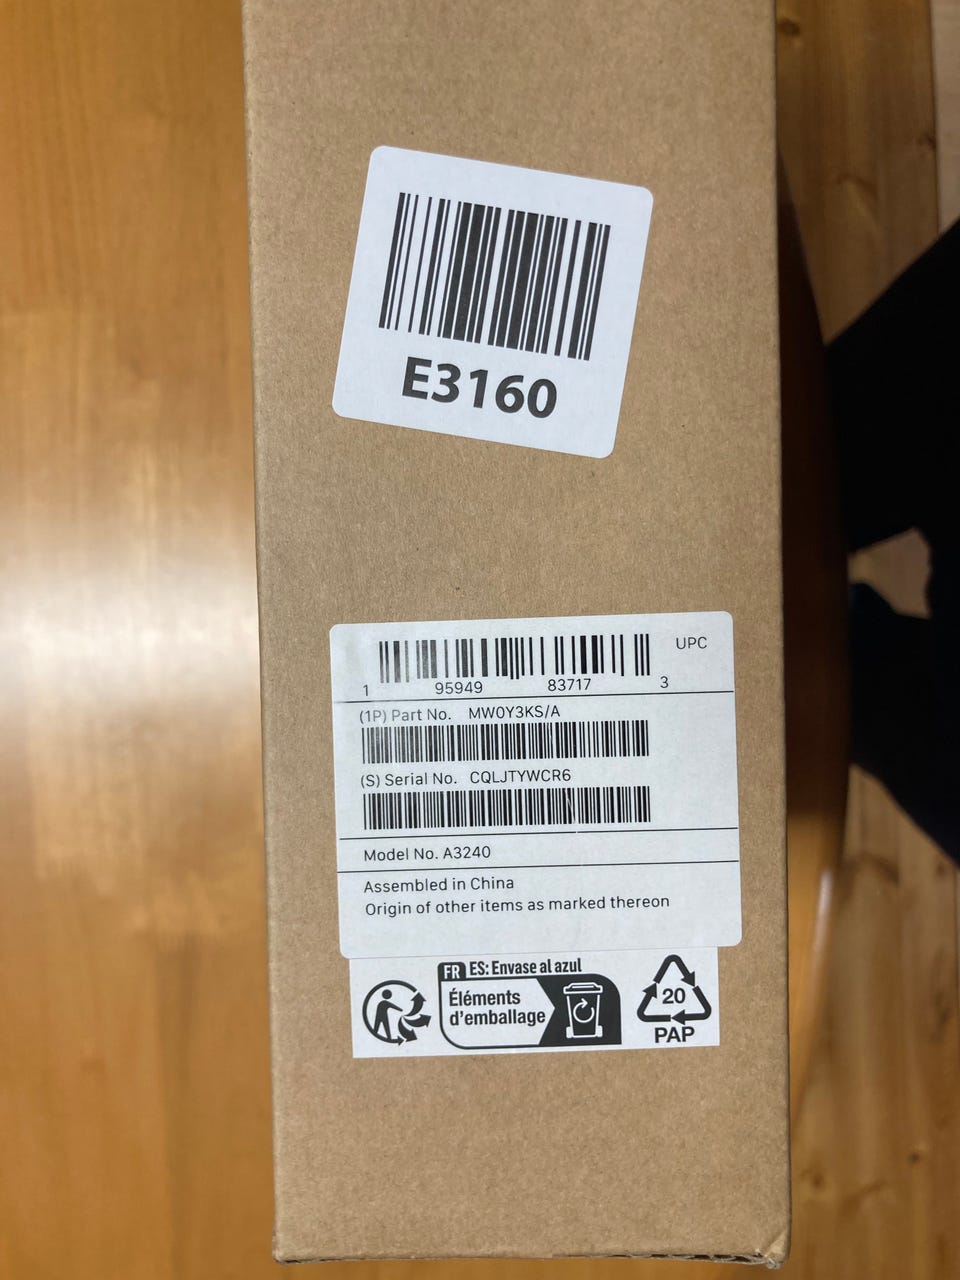 E3160
UPC
1 95949 83717 3
(1P) Part No. MW0Y3KS/A
(S) Serial No. CQLJTYWCR6
Model No. A3240
Assembled in China
Origin of other items as marked thereon
FR ES: Envase al azul
Éléments
d'emballage
20
PAP